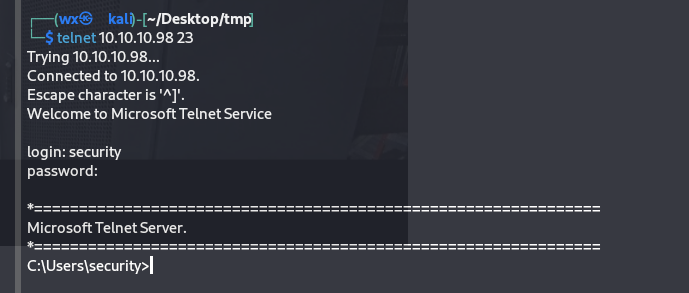 ┌──(wx㉿kali)-[~/Desktop/tmp]
└─$ telnet 10.10.10.98 23
Trying 10.10.10.98...
Connected to 10.10.10.98.
Escape character is '^]'.
Welcome to Microsoft Telnet Service
login: security
password:
*===============================================================
Microsoft Telnet Server.
*===============================================================
C:\Users\security>